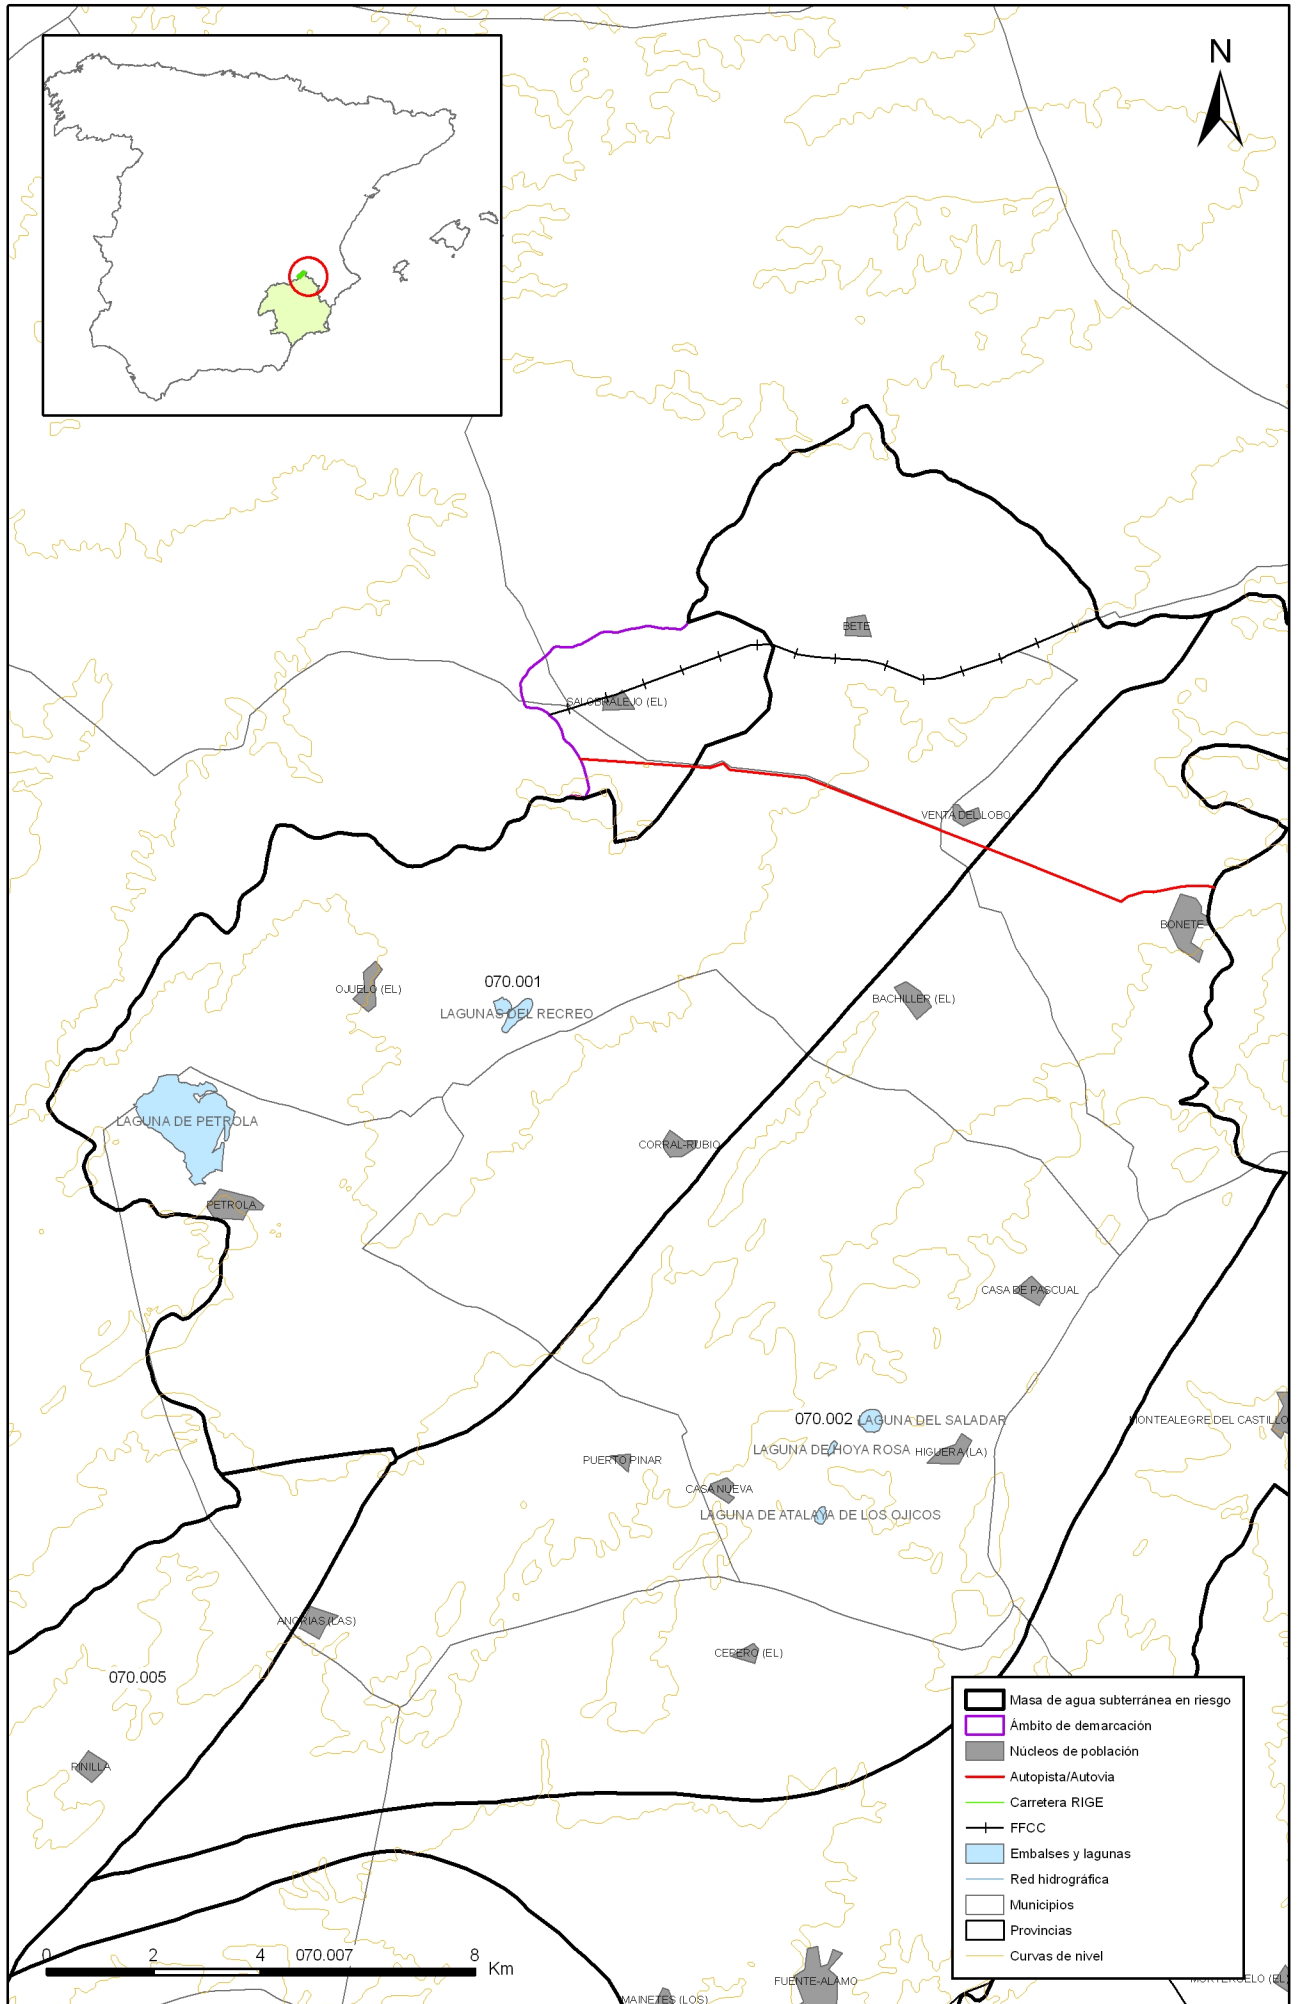 N
BETE
SALOBRALEJO (EL)
VENTA DEL LOBO
BONETE
OJUELO (EL)
070.001
LAGUNAS DEL RECREO
BACHILLER (EL)
LAGUNA DE PETROLA
CORRAL-RUBIO
PETROLA
CASA DE PASCUAL
070.002
LAGUNA DEL SALADAR
MONTEALEGRE DEL CASTILLO
LAGUNA DE HOYA ROSA
HIGUERA (LA)
PUERTO PINAR
CASA NUEVA
LAGUNA DE ATALAYA DE LOS OJICOS
ANORIAS (LAS)
CEPERO (EL)
070.005
RINILLA
Masa de agua subterránea en riesgo
Ámbito de demarcación
Núcleos de población
Autopista/Autovia
Carretera RIGE
FFCC
Embalses y lagunas
Red hidrográfica
Municipios
Provincias
Curvas de nivel
0 2 4 070.007 8
Km
FUENTE-ALAMO
MAINETES (LOS)